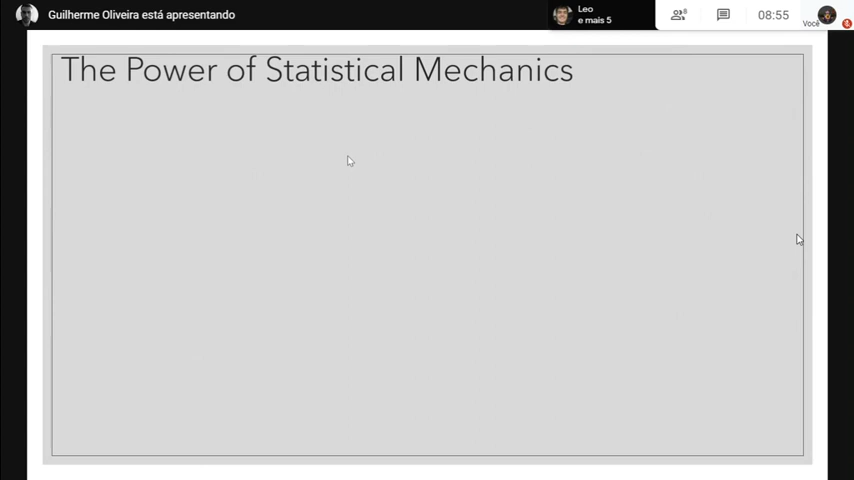 Guilherme Oliveira está apresentando
Leo
e mais 5
8
08:55
Você
The Power of Statistical Mechanics